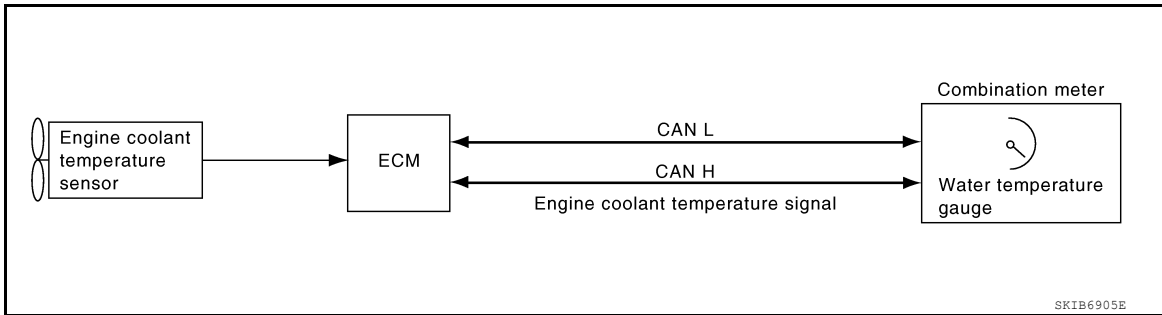 Engine coolant
temperature
sensor
ECM
CAN L
CAN H
Engine coolant temperature signal
Combination meter
Water temperature
gauge
SKIB6905E